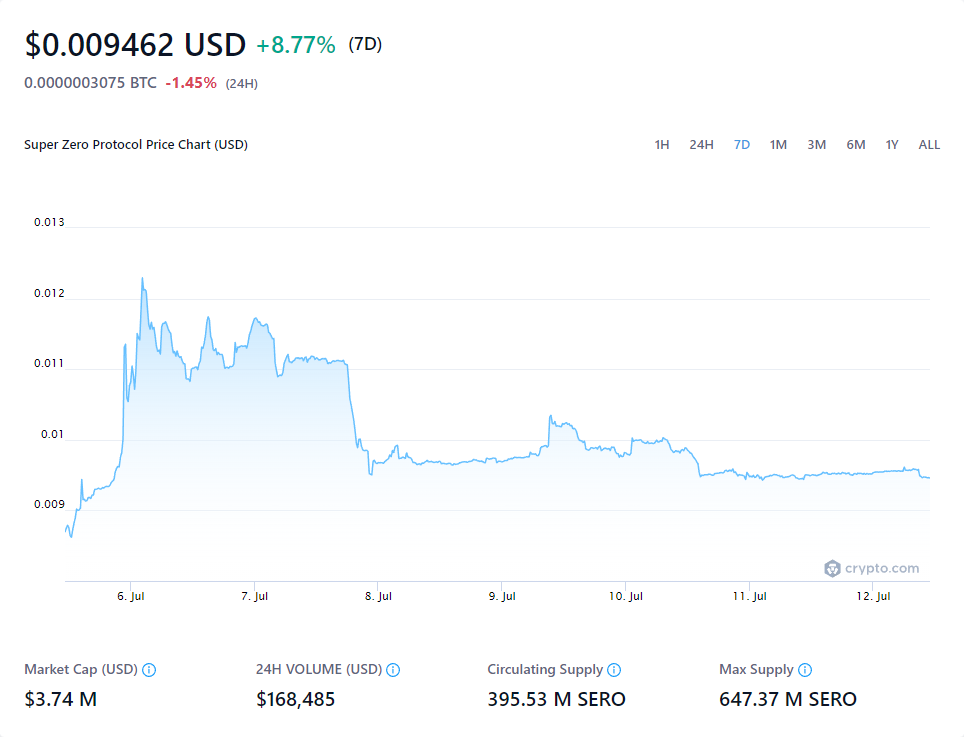 $0.009462 USD +8.77% (7D)
0.0000003075 BTC -1.45% (24H)
Super Zero Protocol Price Chart (USD)
1H 24H 7D 1M 3M 6M 1Y ALL
0.013
0.012
0.011
0.01
0.009
crypto.com
6. Jul 7. Jul 8. Jul 9. Jul 10. Jul 11. Jul 12. Jul
Market Cap (USD) 24H VOLUME (USD) Circulating Supply Max Supply
$3.74 M $168,485 395.53 M SERO 647.37 M SERO